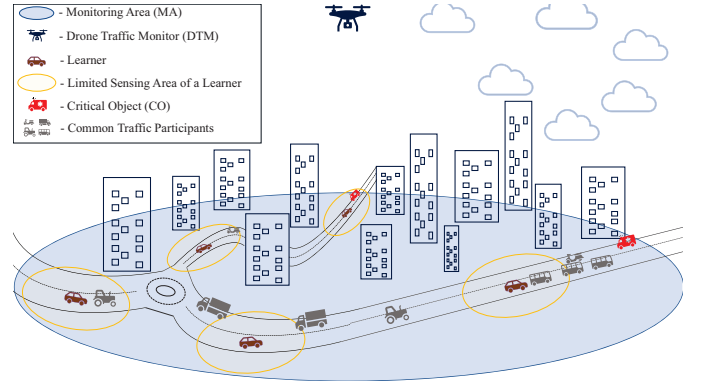 - Monitoring Area (MA)
- Drone Traffic Monitor (DTM)
- Learner
- Limited Sensing Area of a Learner
- Critical Object (CO)
- Common Traffic Participants